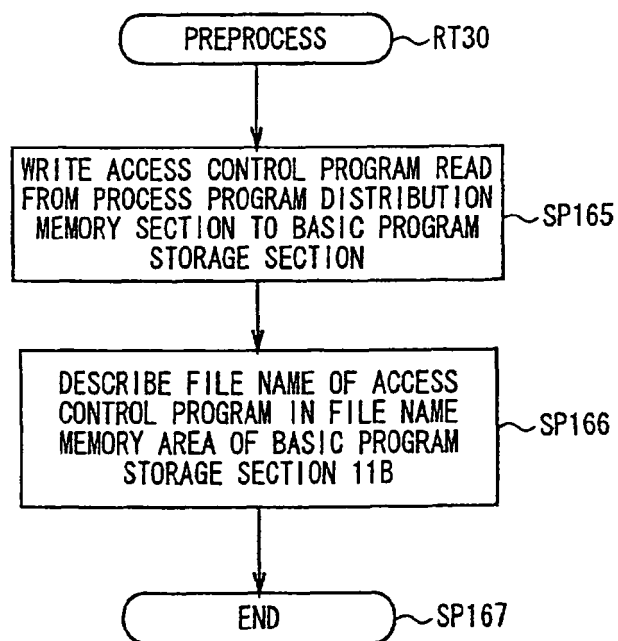 PREPROCESS
RT30
WRITE ACCESS CONTROL PROGRAM READ
FROM PROCESS PROGRAM DISTRIBUTION
MEMORY SECTION TO BASIC PROGRAM
STORAGE SECTION
SP165
DESCRIBE FILE NAME OF ACCESS
CONTROL PROGRAM IN FILE NAME
MEMORY AREA OF BASIC PROGRAM
STORAGE SECTION 11B
SP166
END
SP167